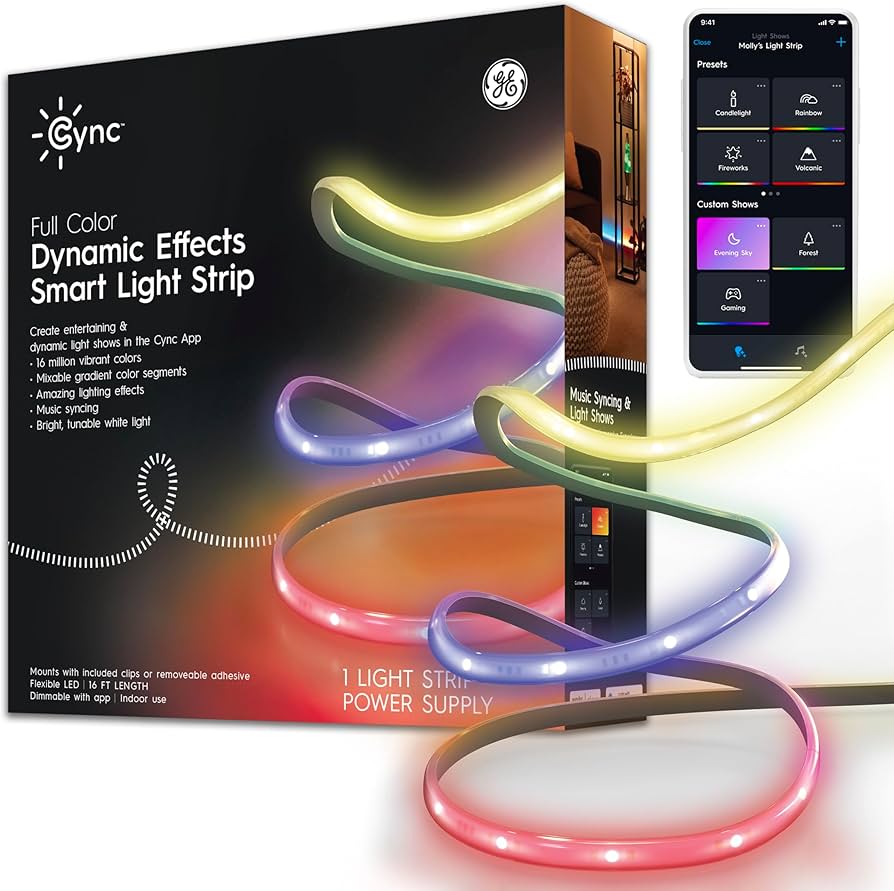 Cync™
GE
Full Color
Dynamic Effects
Smart Light Strip
Create entertaining &
dynamic light shows in the Cync App
• 16 million vibrant colors
• Mixable gradient color segments
• Amazing lighting effects
• Music syncing
• Bright, tunable white light
Mounts with included clips or removeable adhesive
Flexible LED | 16 FT LENGTH
Dimmable with app | Indoor use
1 LIGHT STRIP
POWER SUPPLY
Music Syncing &
Light Shows
9:41
Light Shows
Close
Molly's Light Strip
+
Presets
Candlelight
Rainbow
Fireworks
Volcanic
Custom Shows
Evening Sky
Forest
Gaming